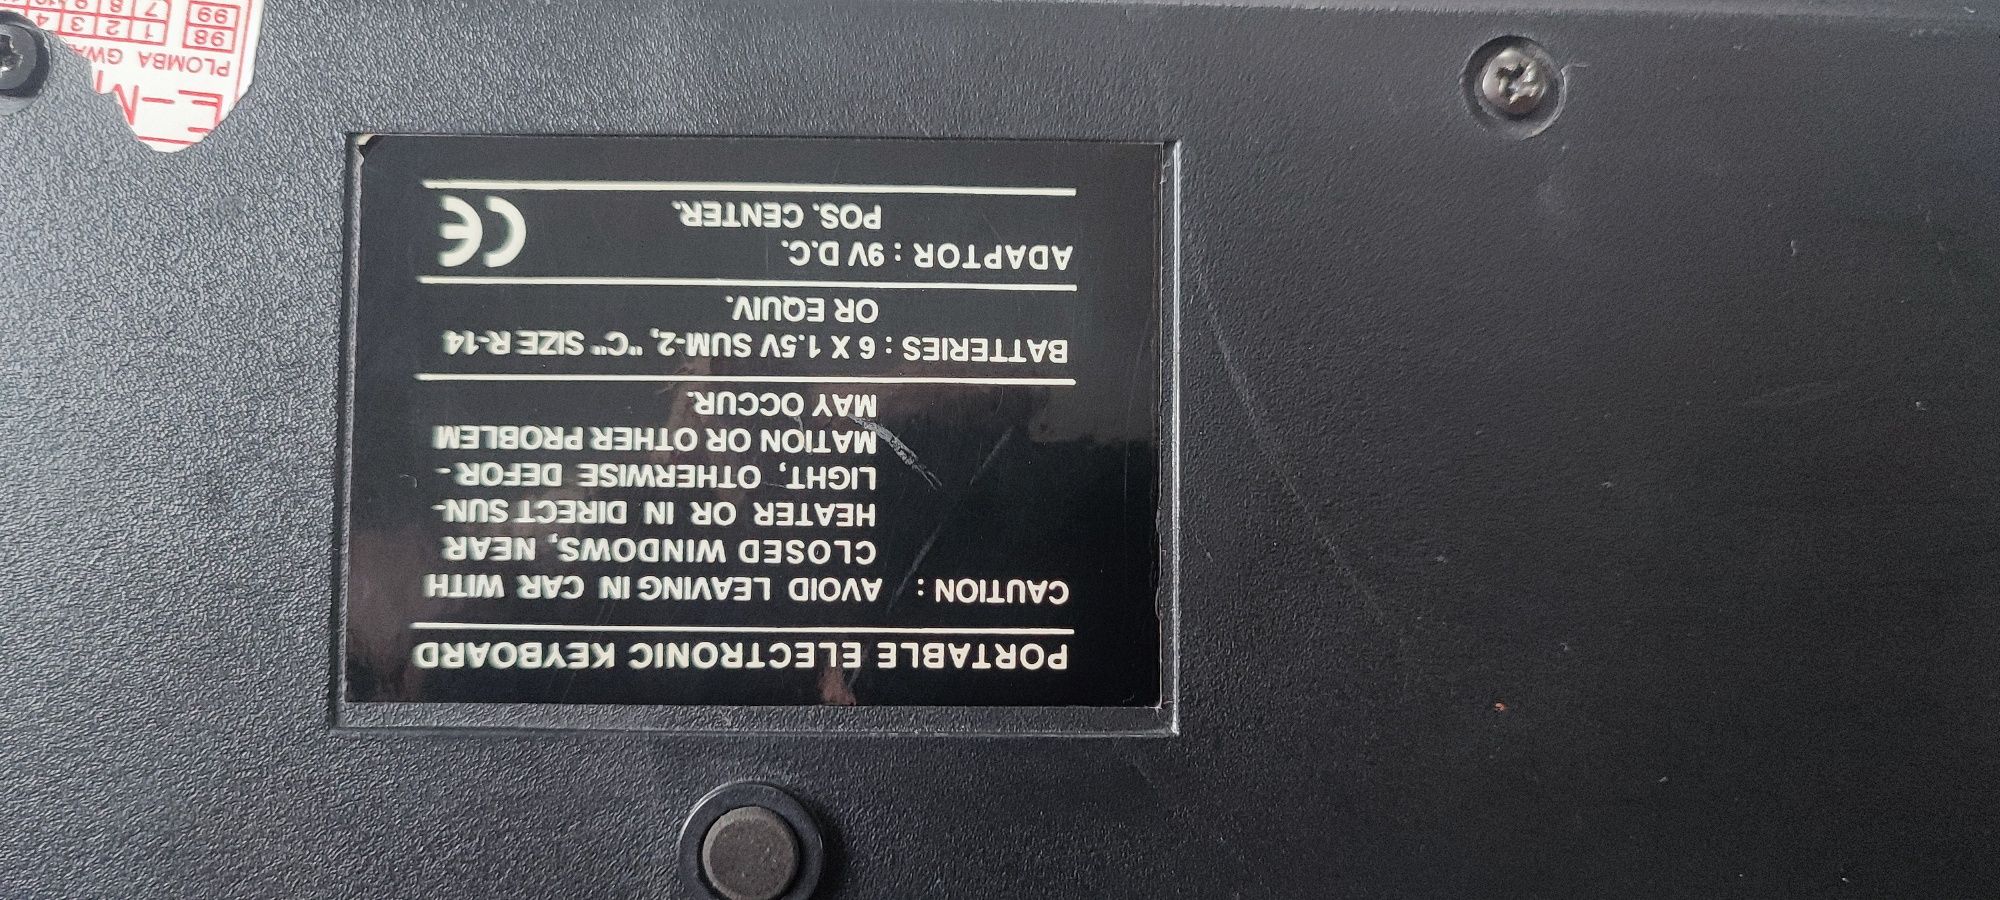 PORTABLE ELECTRONIC KEYBOARD
CAUTION : AVOID LEAVING IN CAR WITH
CLOSED WINDOWS, NEAR
HEATER OR IN DIRECT SUN-
LIGHT, OTHERWISE DEFOR-
MATION OR OTHER PROBLEM
MAY OCCUR.
BATTERIES : 6 X 1.5V SUM-2, "C" SIZE R-14
OR EQUIV.
ADAPTOR : 9V D.C.
POS. CENTER.
CE
E-M
PLOMBA GWA
98 1 2 3 4
99 7 8 9 10